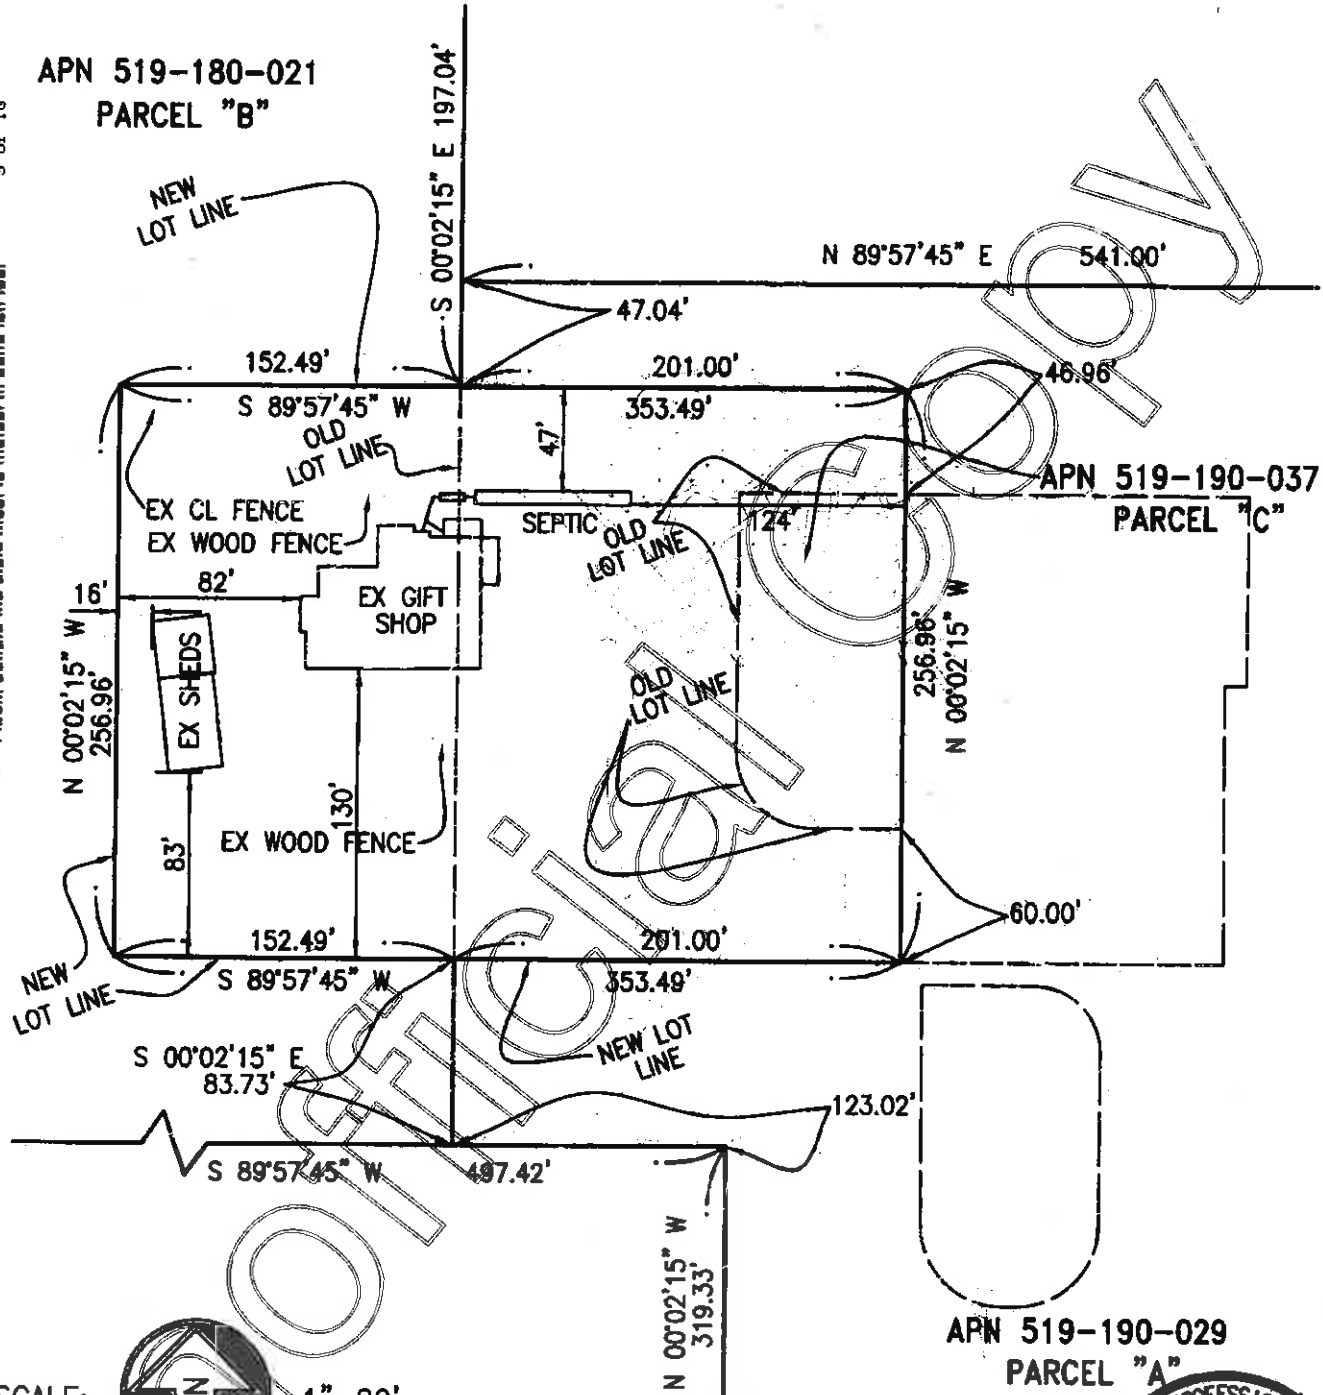 APN 519-180-021
PARCEL "B"
S 00°02'15" E 197.04'
NEW
LOT LINE
N 89°57'45" E 541.00'
47.04'
152.49'
201.00'
46.96'
S 89°57'45" W
353.49'
OLD
LOT LINE
47'
APN 519-190-037
PARCEL "C"
EX CL FENCE
EX WOOD FENCE
SEPTIC
OLD
LOT LINE
124'
16'
82'
EX GIFT
SHOP
EX SHEDS
N 00°02'15" W
256.96'
256.96'
N 00°02'15" W
OLD
LOT LINE
130'
EX WOOD FENCE
83'
60.00'
152.49'
201.00'
S 89°57'45" W
353.49'
NEW
LOT LINE
NEW LOT
LINE
S 00°02'15" E
83.73'
123.02'
S 89°57'45" W 497.42'
N 00°02'15" W
319.33'
APN 519-190-029
PARCEL "A"
SCALE:
N
Unofficial Copy